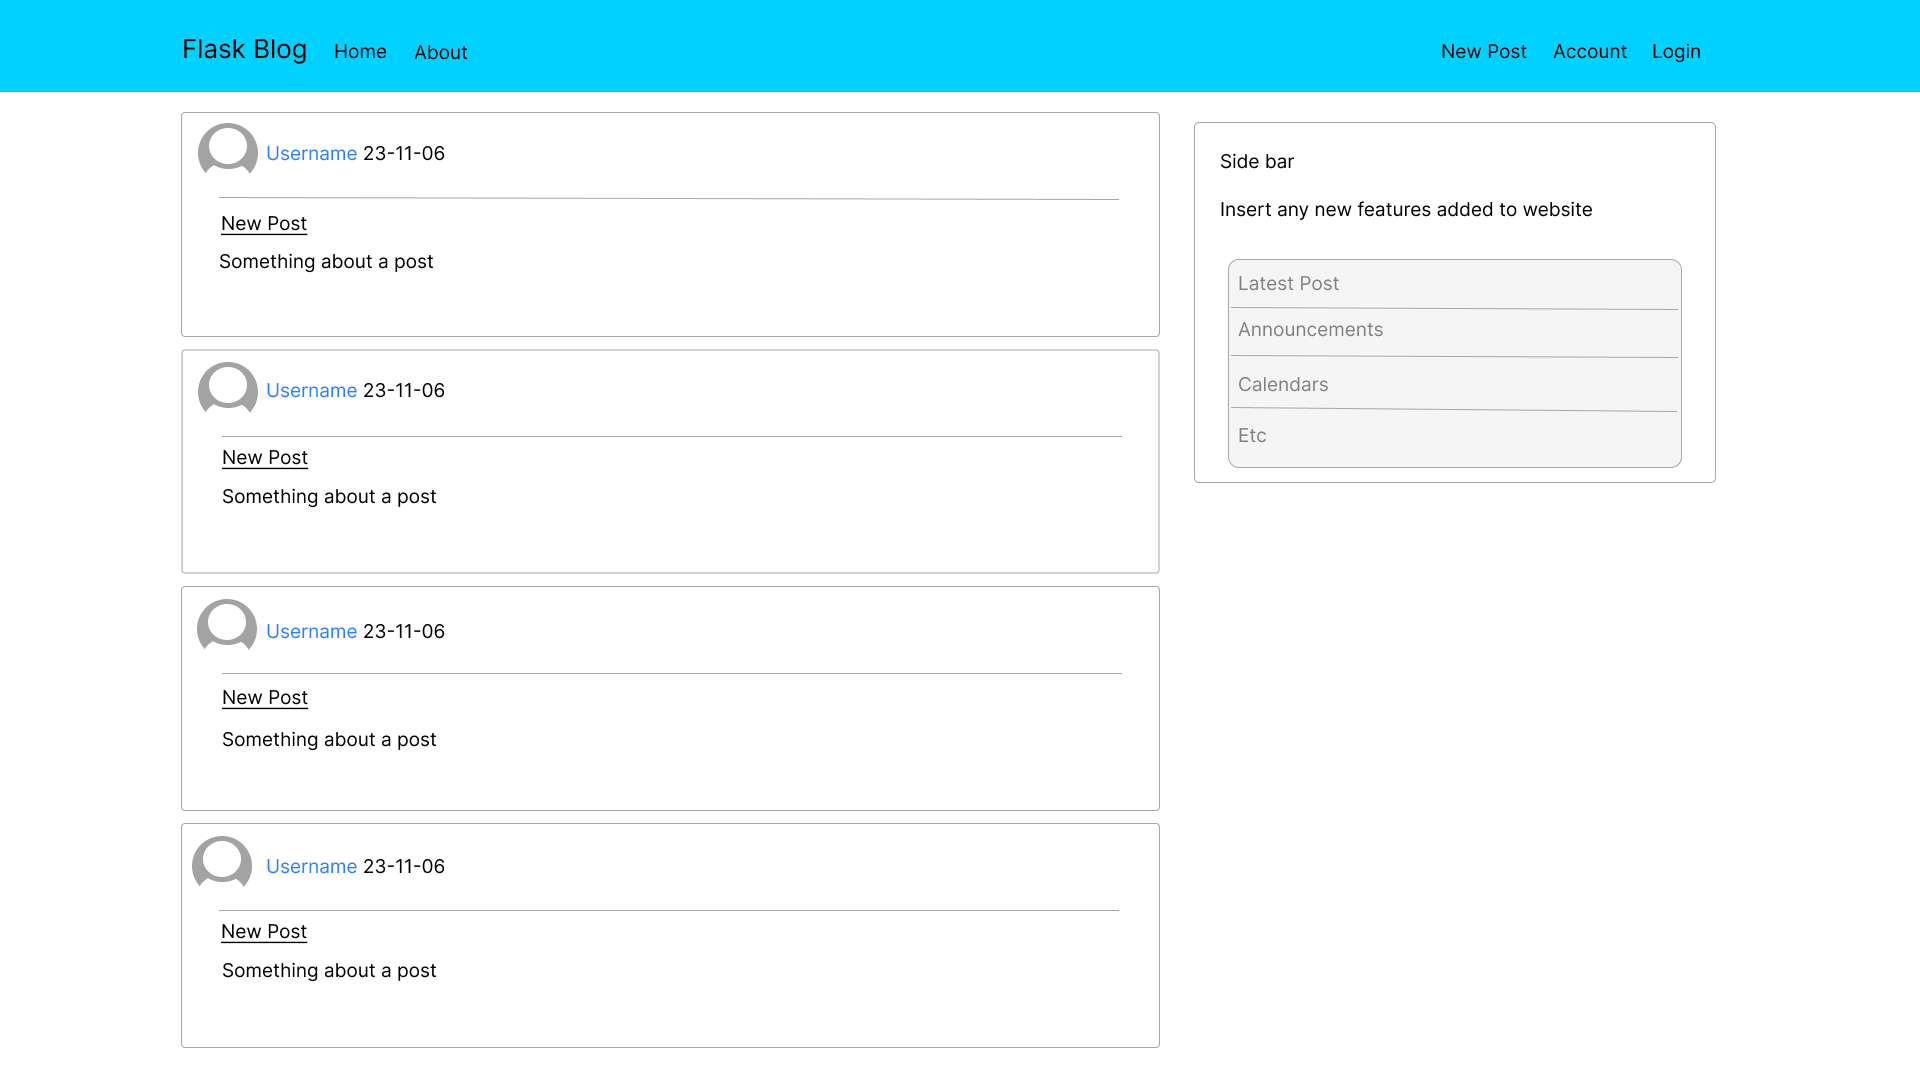 Flask Blog Home About New Post Account Login
Username 23-11-06
New Post
Something about a post
Username 23-11-06
New Post
Something about a post
Username 23-11-06
New Post
Something about a post
Username 23-11-06
New Post
Something about a post
Side bar
Insert any new features added to website
Latest Post
Announcements
Calendars
Etc